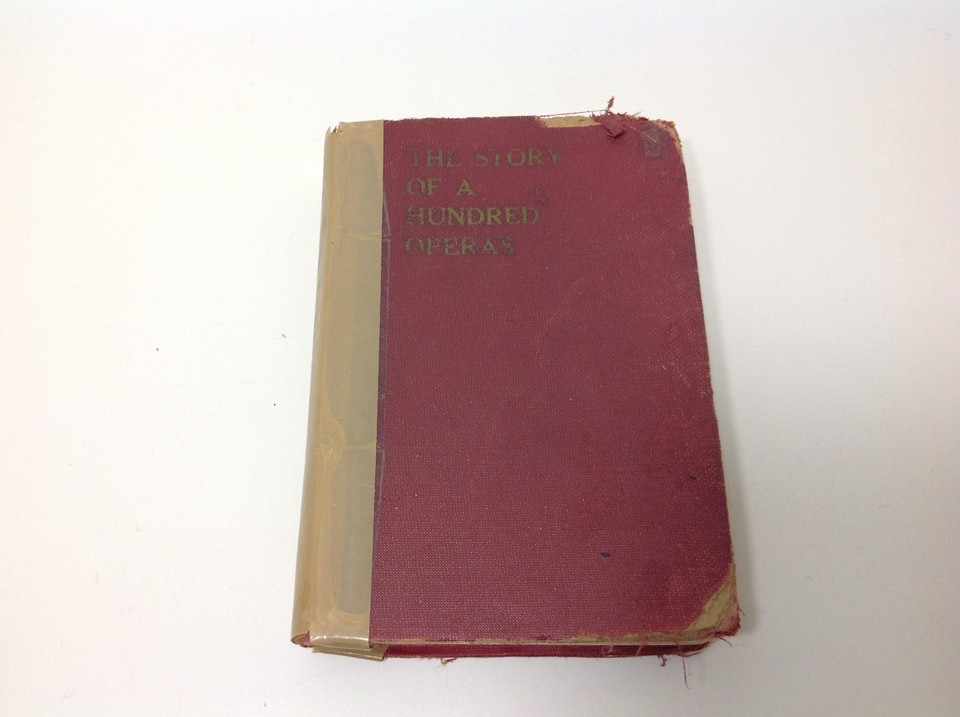 THE STORY
OF A
HUNDRED
OPERAS